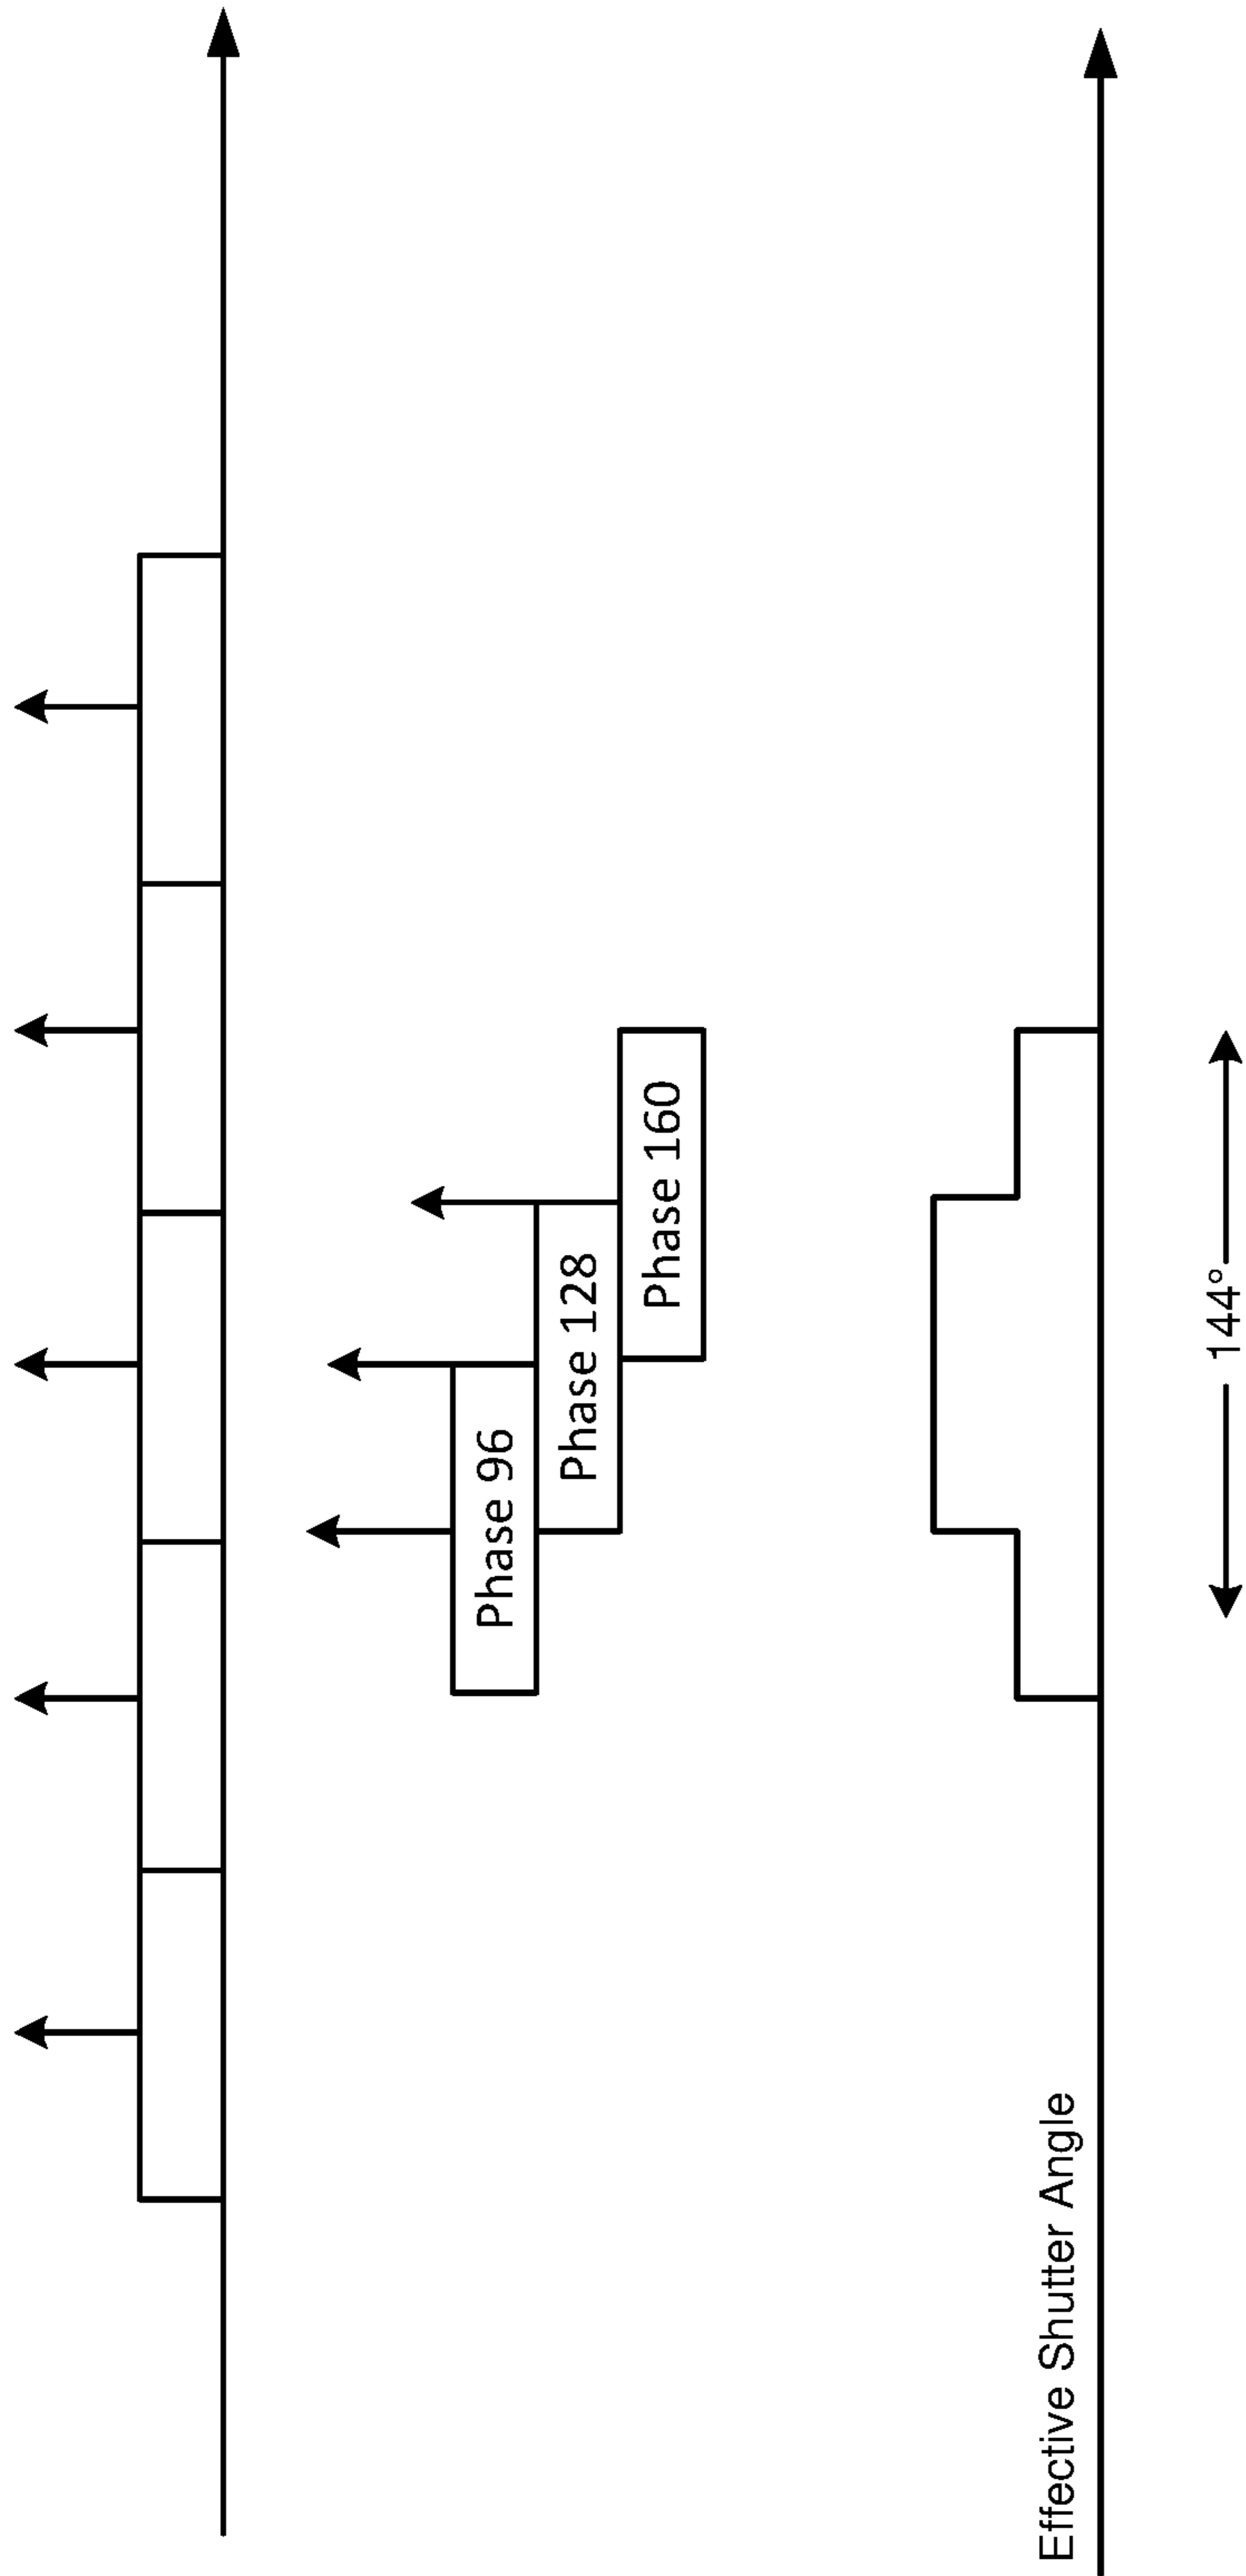 Phase 96
Phase 128
Phase 160
Effective Shutter Angle
144°